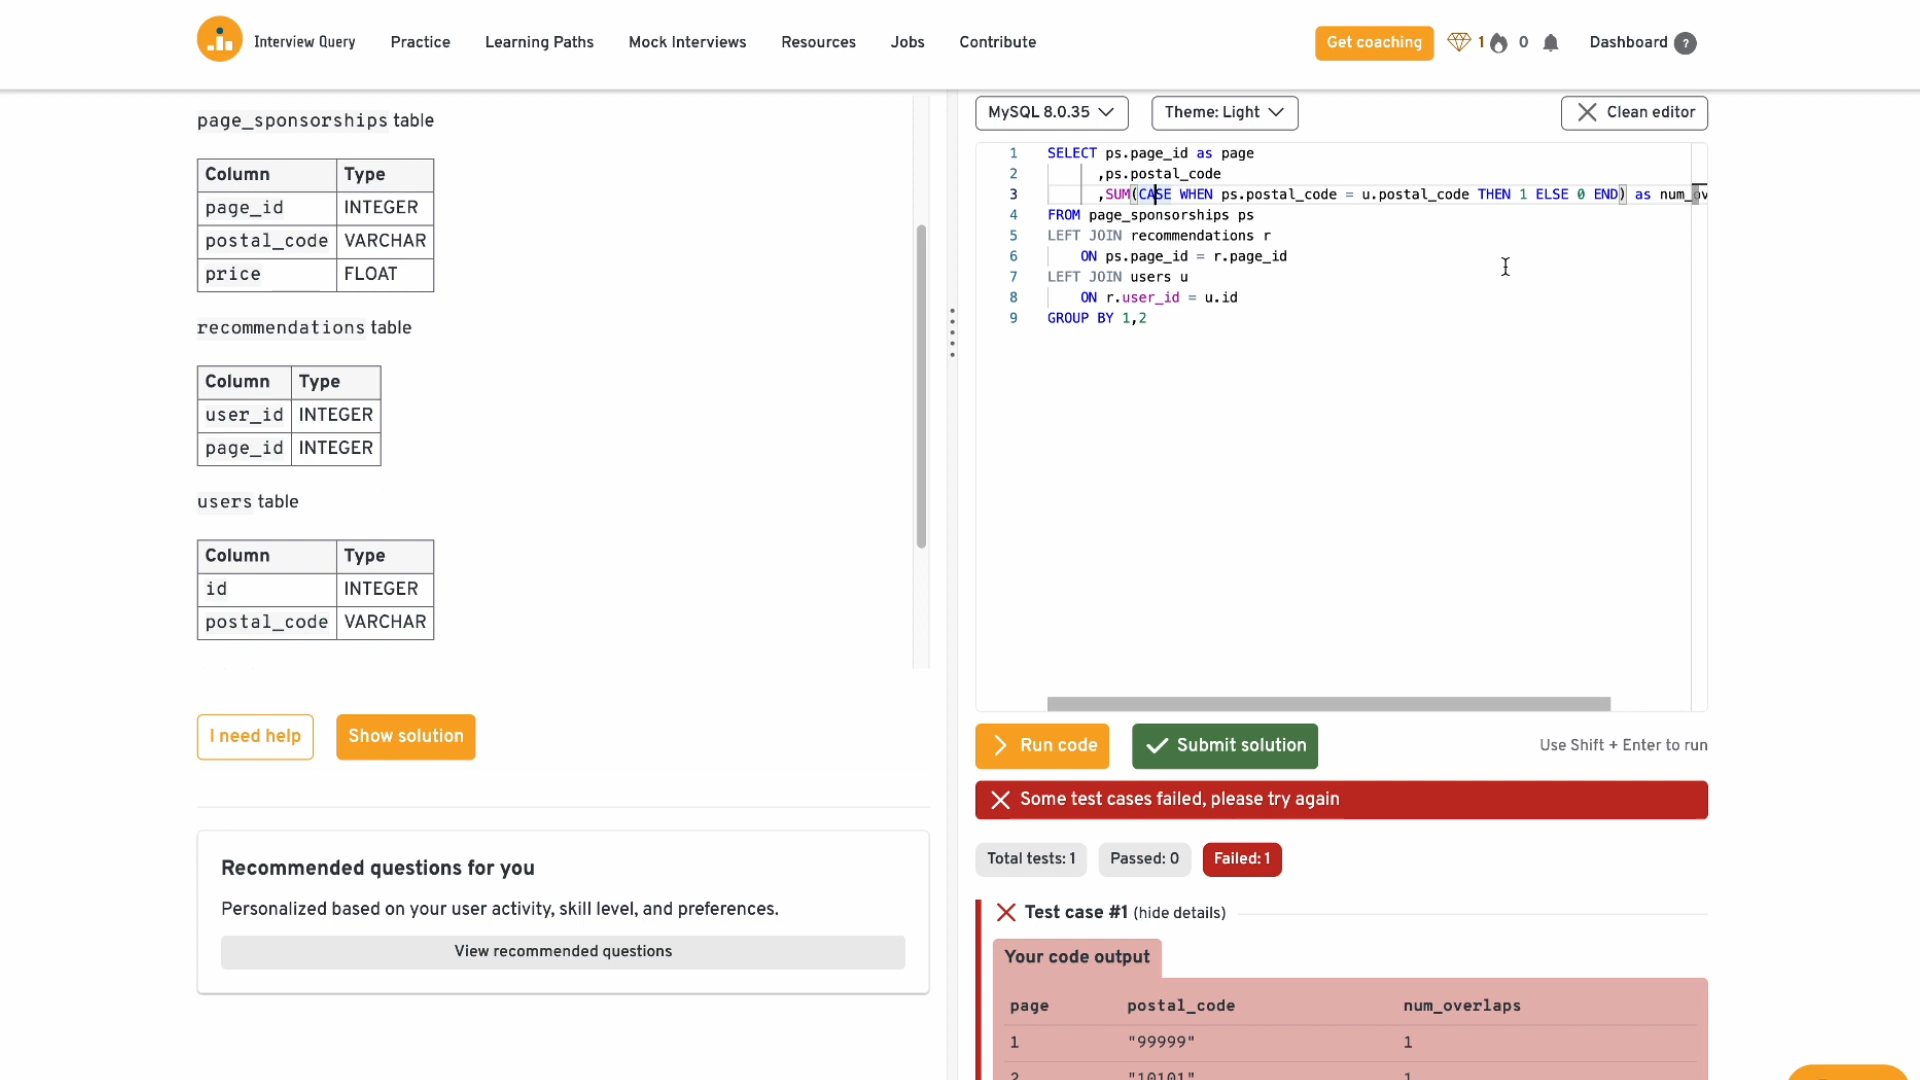 Interview Query
Practice
Learning Paths
Mock Interviews
Resources
Jobs
Contribute
Get coaching
1
0
Dashboard ?
page_sponsorships table
Column Type
page_id INTEGER
postal_code VARCHAR
price FLOAT
recommendations table
Column Type
user_id INTEGER
page_id INTEGER
users table
Column Type
id INTEGER
postal_code VARCHAR
I need help
Show solution
Recommended questions for you
Personalized based on your user activity, skill level, and preferences.
View recommended questions
MySQL 8.0.35
Theme: Light
Clean editor
1 SELECT ps.page_id as page
2 ,ps.postal_code
3 ,SUM(CASE WHEN ps.postal_code = u.postal_code THEN 1 ELSE 0 END) as num_ov
4 FROM page_sponsorships ps
5 LEFT JOIN recommendations r
6 ON ps.page_id = r.page_id
7 LEFT JOIN users u
8 ON r.user_id = u.id
9 GROUP BY 1,2
Run code
Submit solution
Use Shift + Enter to run
Some test cases failed, please try again
Total tests: 1
Passed: 0
Failed: 1
Test case #1 (hide details)
Your code output
page postal_code num_overlaps
1 "99999" 1
2 "10101" 1